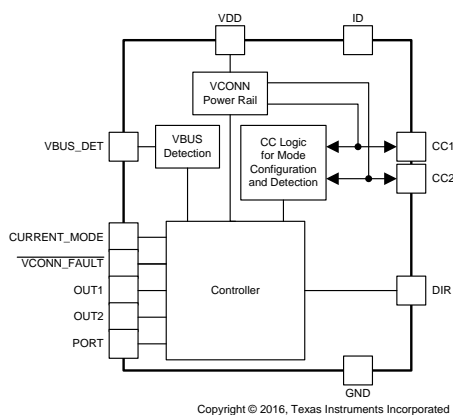 VDD
ID
VCONN
Power Rail
VBUS_DET
VBUS
Detection
CC Logic
for Mode
Configuration
and Detection
CC1
CC2
CURRENT_MODE
VCONN_FAULT
OUT1
OUT2
PORT
Controller
DIR
GND
Copyright © 2016, Texas Instruments Incorporated